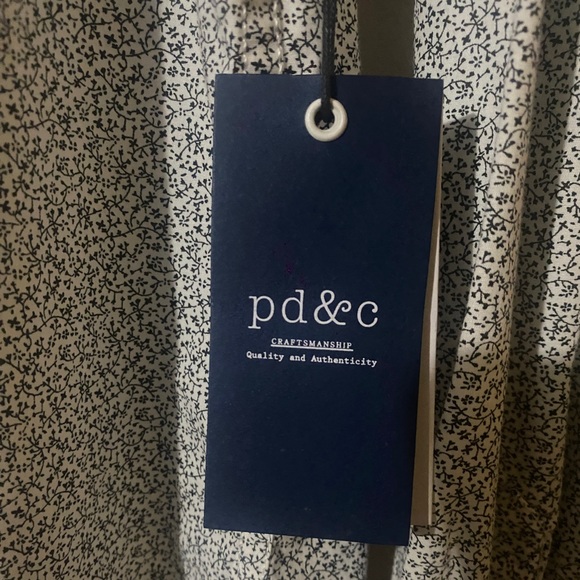 pd&c
CRAFTSMANSHIP
Quality and Authenticity